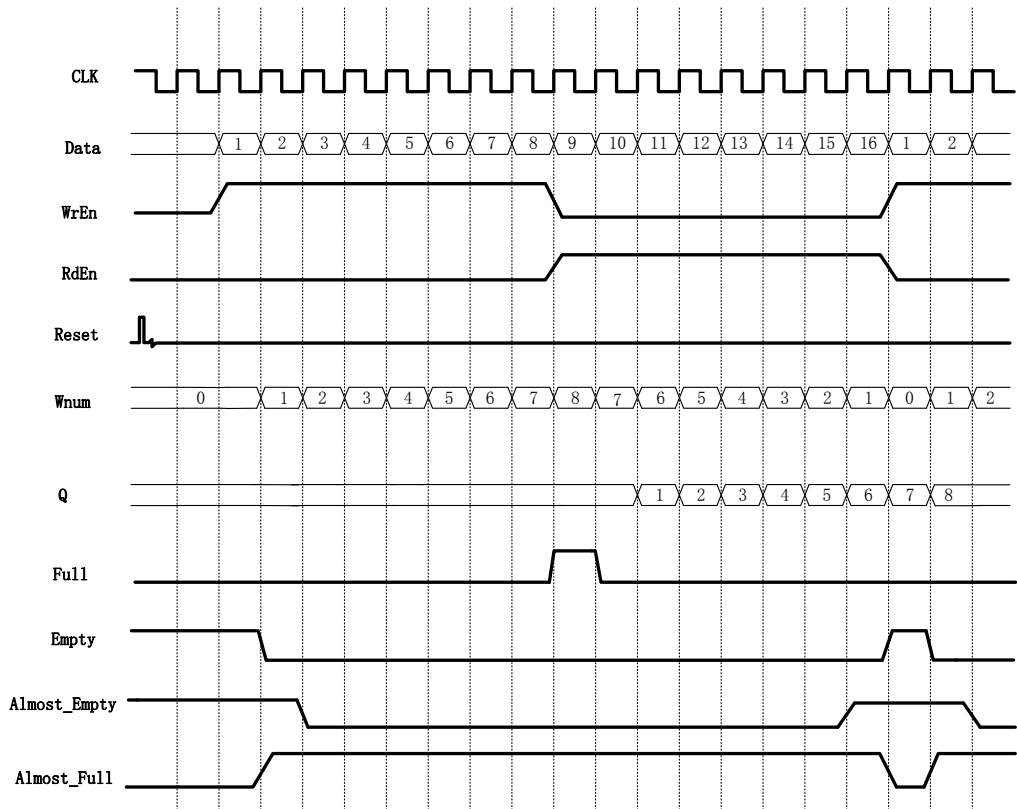 CLK
Data 1 2 3 4 5 6 7 8 9 10 11 12 13 14 15 16 1 2
WrEn
RdEn
Reset
Wnum 0 1 2 3 4 5 6 7 8 7 6 5 4 3 2 1 0 1 2
Q 1 2 3 4 5 6 7 8
Full
Empty
Almost_Empty
Almost_Full